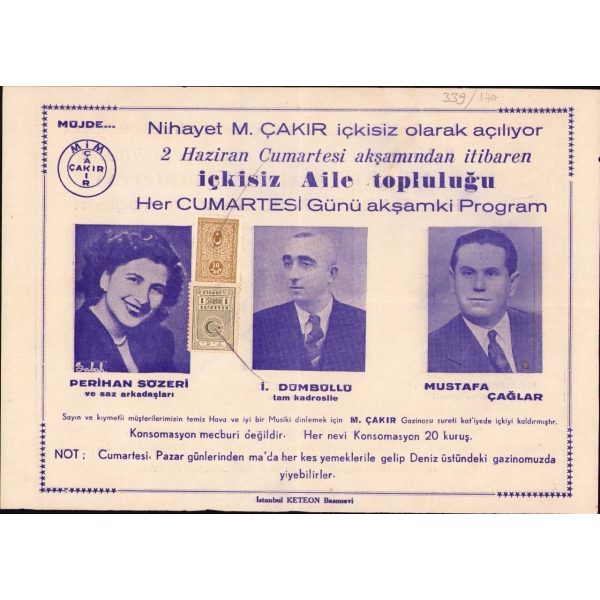 339/170
MÜJDE...
Nihayet M. ÇAKIR içkisiz olarak açılıyor
MİM
ÇAKIR
ÇAKIR
2 Haziran Cumartesi akşamından itibaren
içkisiz Aile topluluğu
Her CUMARTESİ Günü akşamki Program
10
Sabah
PERİHAN SÖZERİ
ve saz arkadaşları
İ. DÜMBÜLLÜ
tam kadrosile
MUSTAFA
ÇAĞLAR
Sayın ve kıymetli müşterilerimizin temiz Hava ve iyi bir Musiki dinlemek için M. ÇAKIR Gazinosu sureti kat'iyede içkiyi kaldırmıştır.
Konsomasyon mecburi değildir. Her nevi Konsomasyon 20 kuruş.
NOT ; Cumartesi, Pazar günlerinden ma'da her kes yemeklerile gelip Deniz üstündeki gazinomuzda
yiyebilirler.
İstanbul KETEON Basımevi